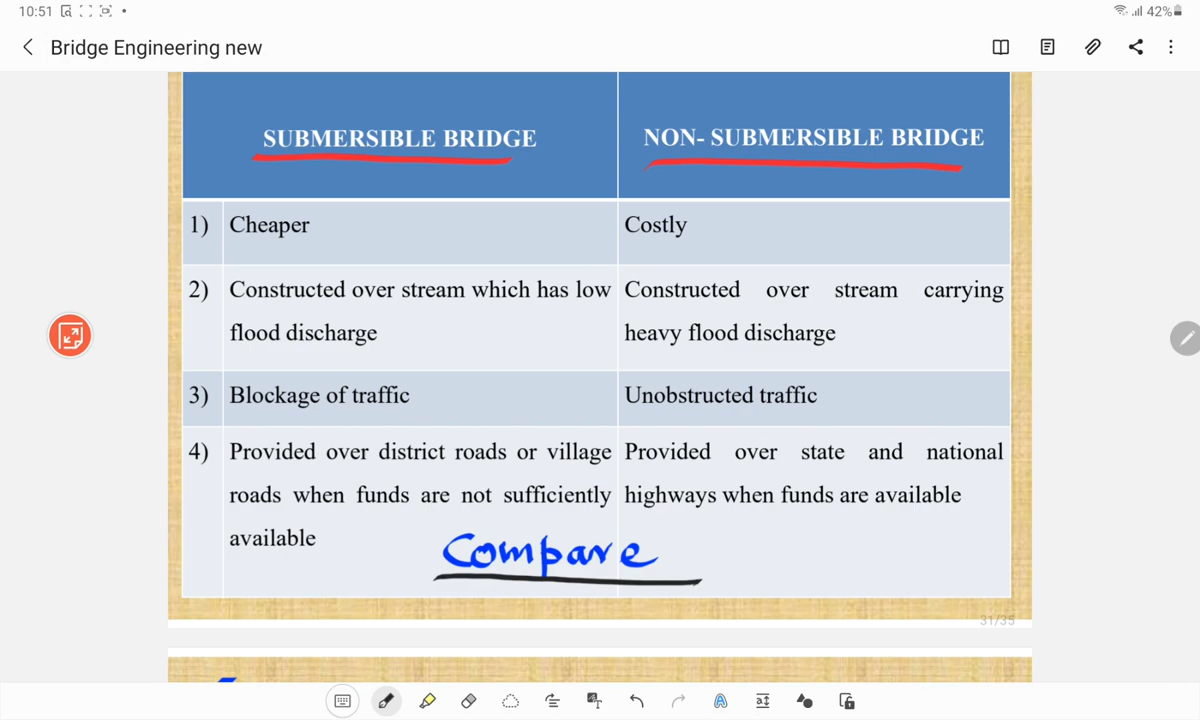 10:51
42%
Bridge Engineering new
SUBMERSIBLE BRIDGE
NON- SUBMERSIBLE BRIDGE
1) Cheaper
Costly
2) Constructed over stream which has low
flood discharge
Constructed over stream carrying
heavy flood discharge
3) Blockage of traffic
Unobstructed traffic
4) Provided over district roads or village
roads when funds are not sufficiently
available
Provided over state and national
highways when funds are available
Compare
31/35